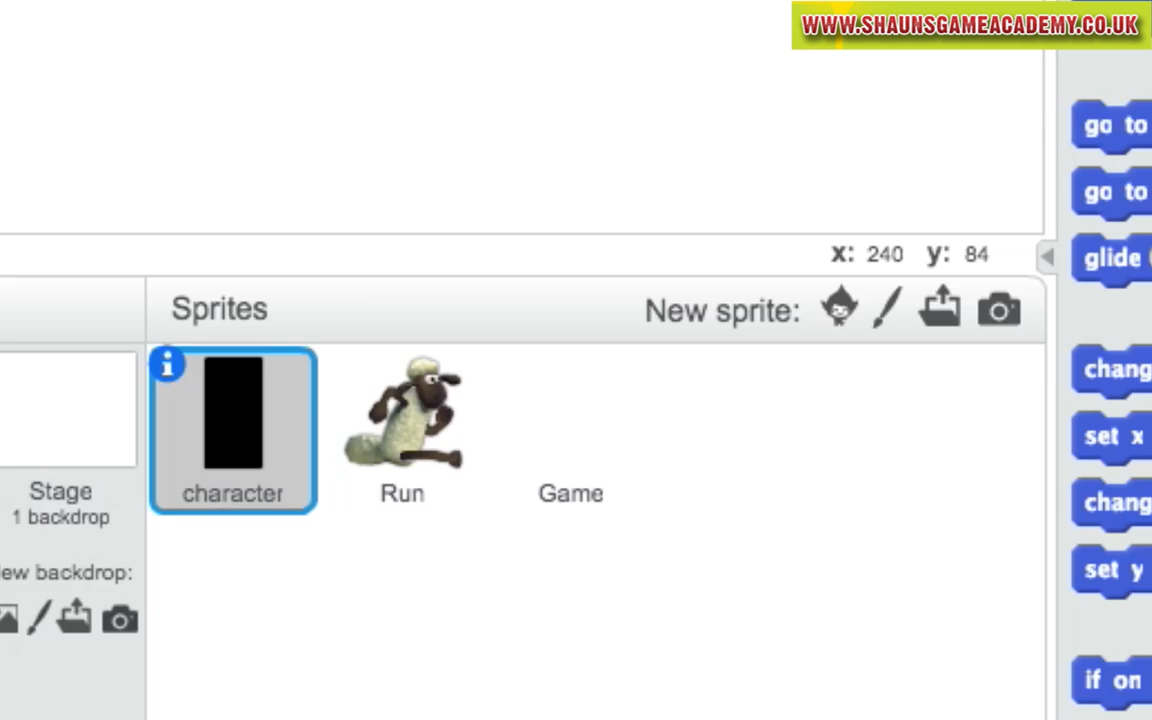 WWW.SHAUNSGAMEACADEMY.CO.UK
go to
go to
x: 240 y: 84
glide
Sprites
New sprite:
i
chang
set x
Stage
1 backdrop
character
Run
Game
chang
set y
ew backdrop:
if on